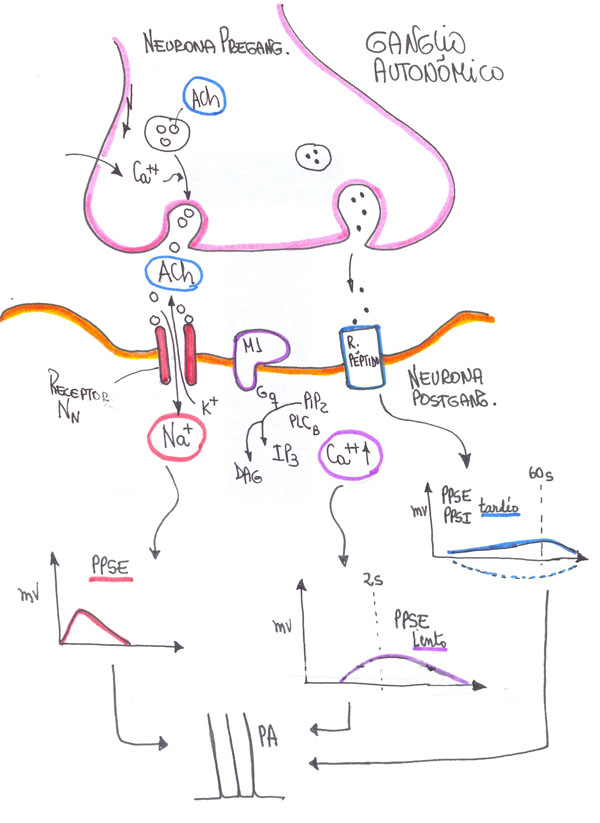 NEURONA PREGANG.
GANGLIO
AUTONÓMICO
ACh
Ca++
ACh
RECEPTOR
NN
K+
Na+
M1
Gq
PIP2
PLCB
IP3
DAG
Ca++↑
R.
PÉPTIDO
NEURONA
POSTGANG.
60s
mV
PPSE
PPSI tardío
PPSE
mV
2s
mV
PPSE
Lento
PA